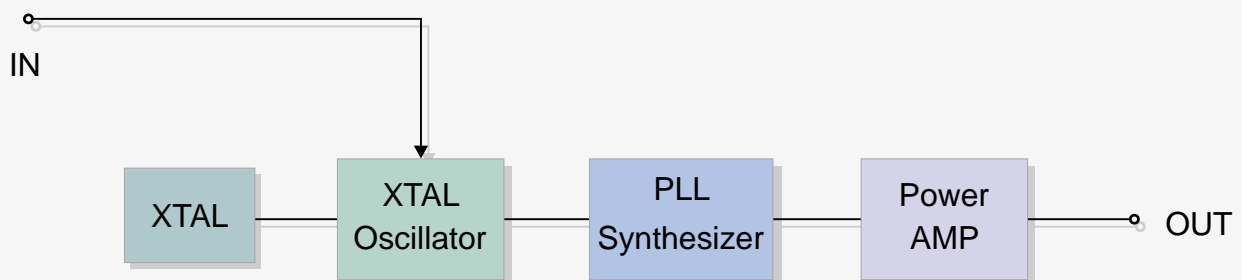 IN
XTAL
XTAL
Oscillator
PLL
Synthesizer
Power
AMP
OUT